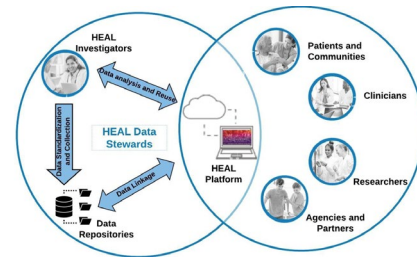 HEAL
Investigators
Data analysis and Reuse
Data Standardization
and Collection
HEAL Data
Stewards
Data Linkage
HEAL
Platform
Data
Repositories
Patients and
Communities
Clinicians
Researchers
Agencies and
Partners